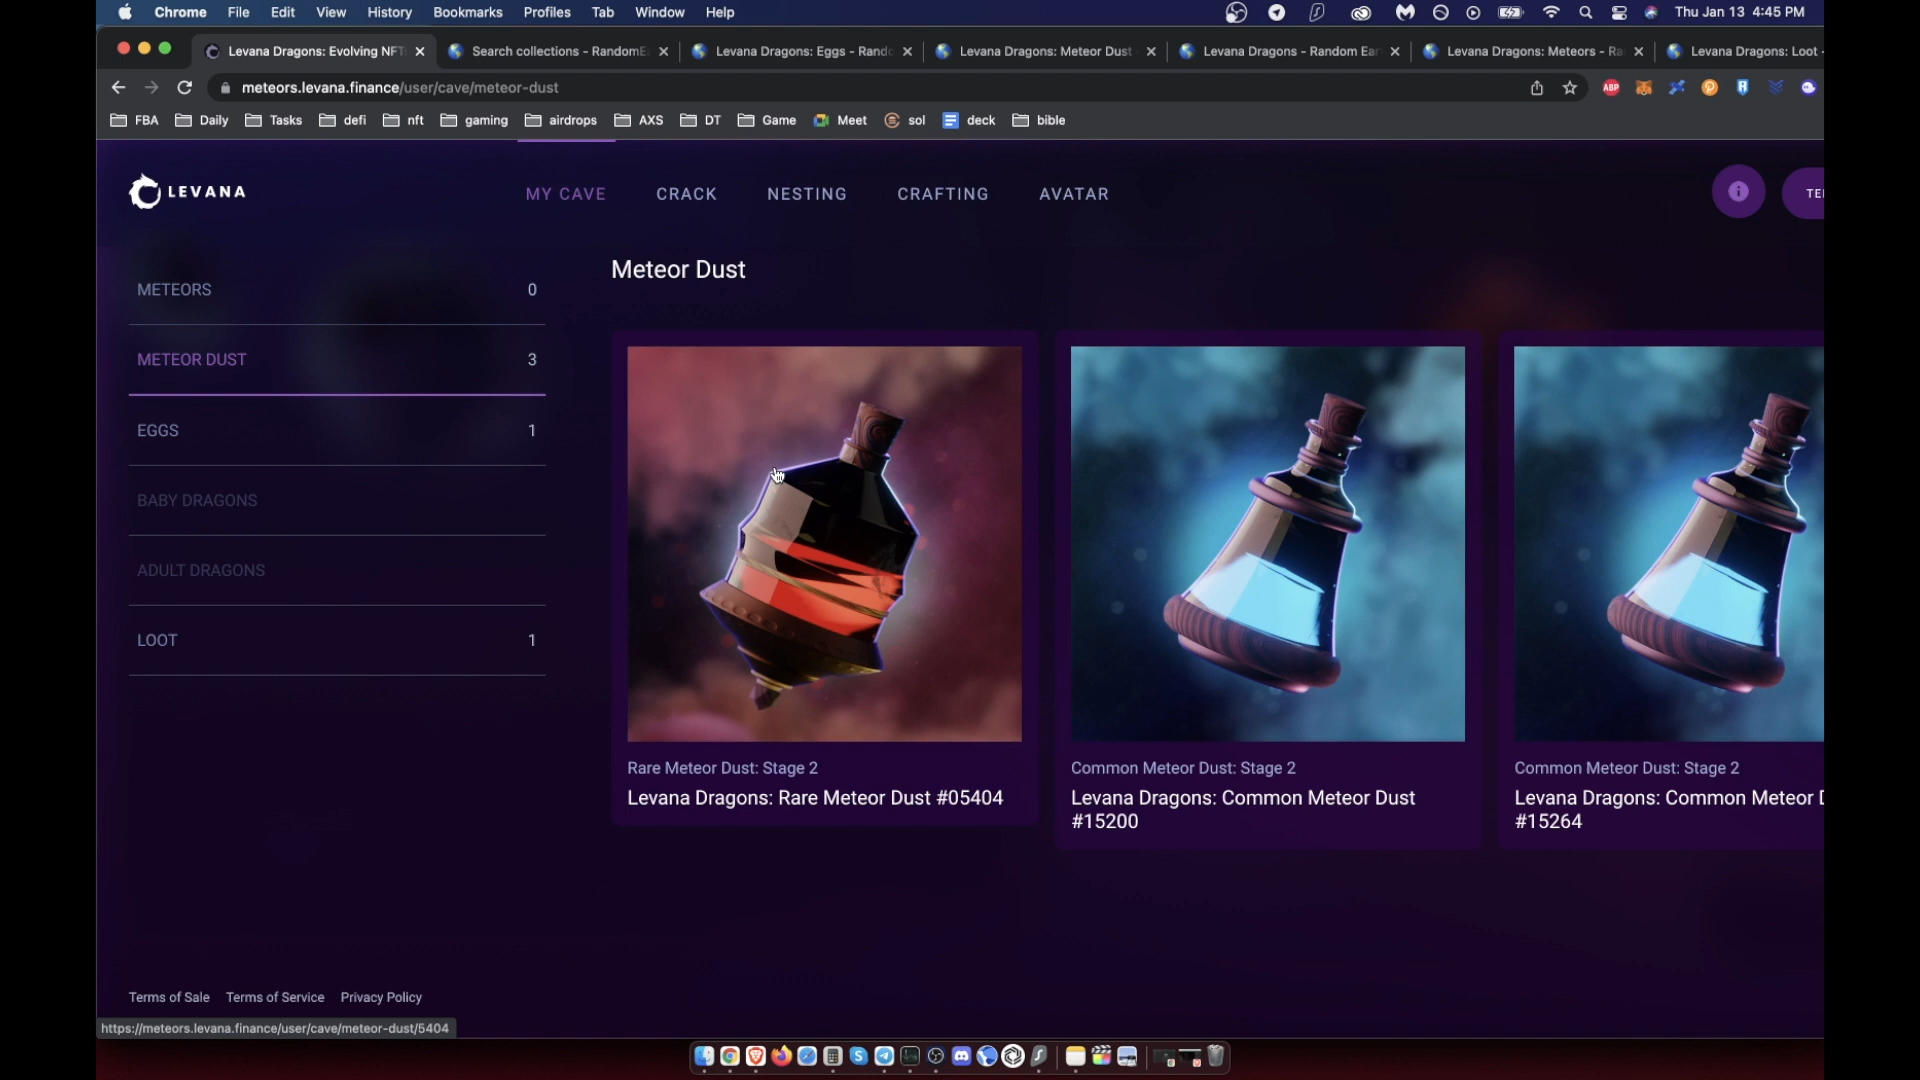 Chrome File Edit View History Bookmarks Profiles Tab Window Help Thu Jan 13 4:45 PM
Levana Dragons: Evolving NFT Search collections - RandomE Levana Dragons: Eggs - Rand Levana Dragons: Meteor Dust Levana Dragons - Random Ear Levana Dragons: Meteors - Ra Levana Dragons: Loot -
meteors.levana.finance/user/cave/meteor-dust ABP
FBA Daily Tasks defi nft gaming airdrops AXS DT Game Meet sol deck bible
LEVANA MY CAVE CRACK NESTING CRAFTING AVATAR TE
Meteor Dust
METEORS 0
METEOR DUST 3
EGGS 1
BABY DRAGONS
ADULT DRAGONS
LOOT 1
Rare Meteor Dust: Stage 2
Levana Dragons: Rare Meteor Dust #05404
Common Meteor Dust: Stage 2
Levana Dragons: Common Meteor Dust
#15200
Common Meteor Dust: Stage 2
Levana Dragons: Common Meteor
#15264
Terms of Sale Terms of Service Privacy Policy
https://meteors.levana.finance/user/cave/meteor-dust/5404